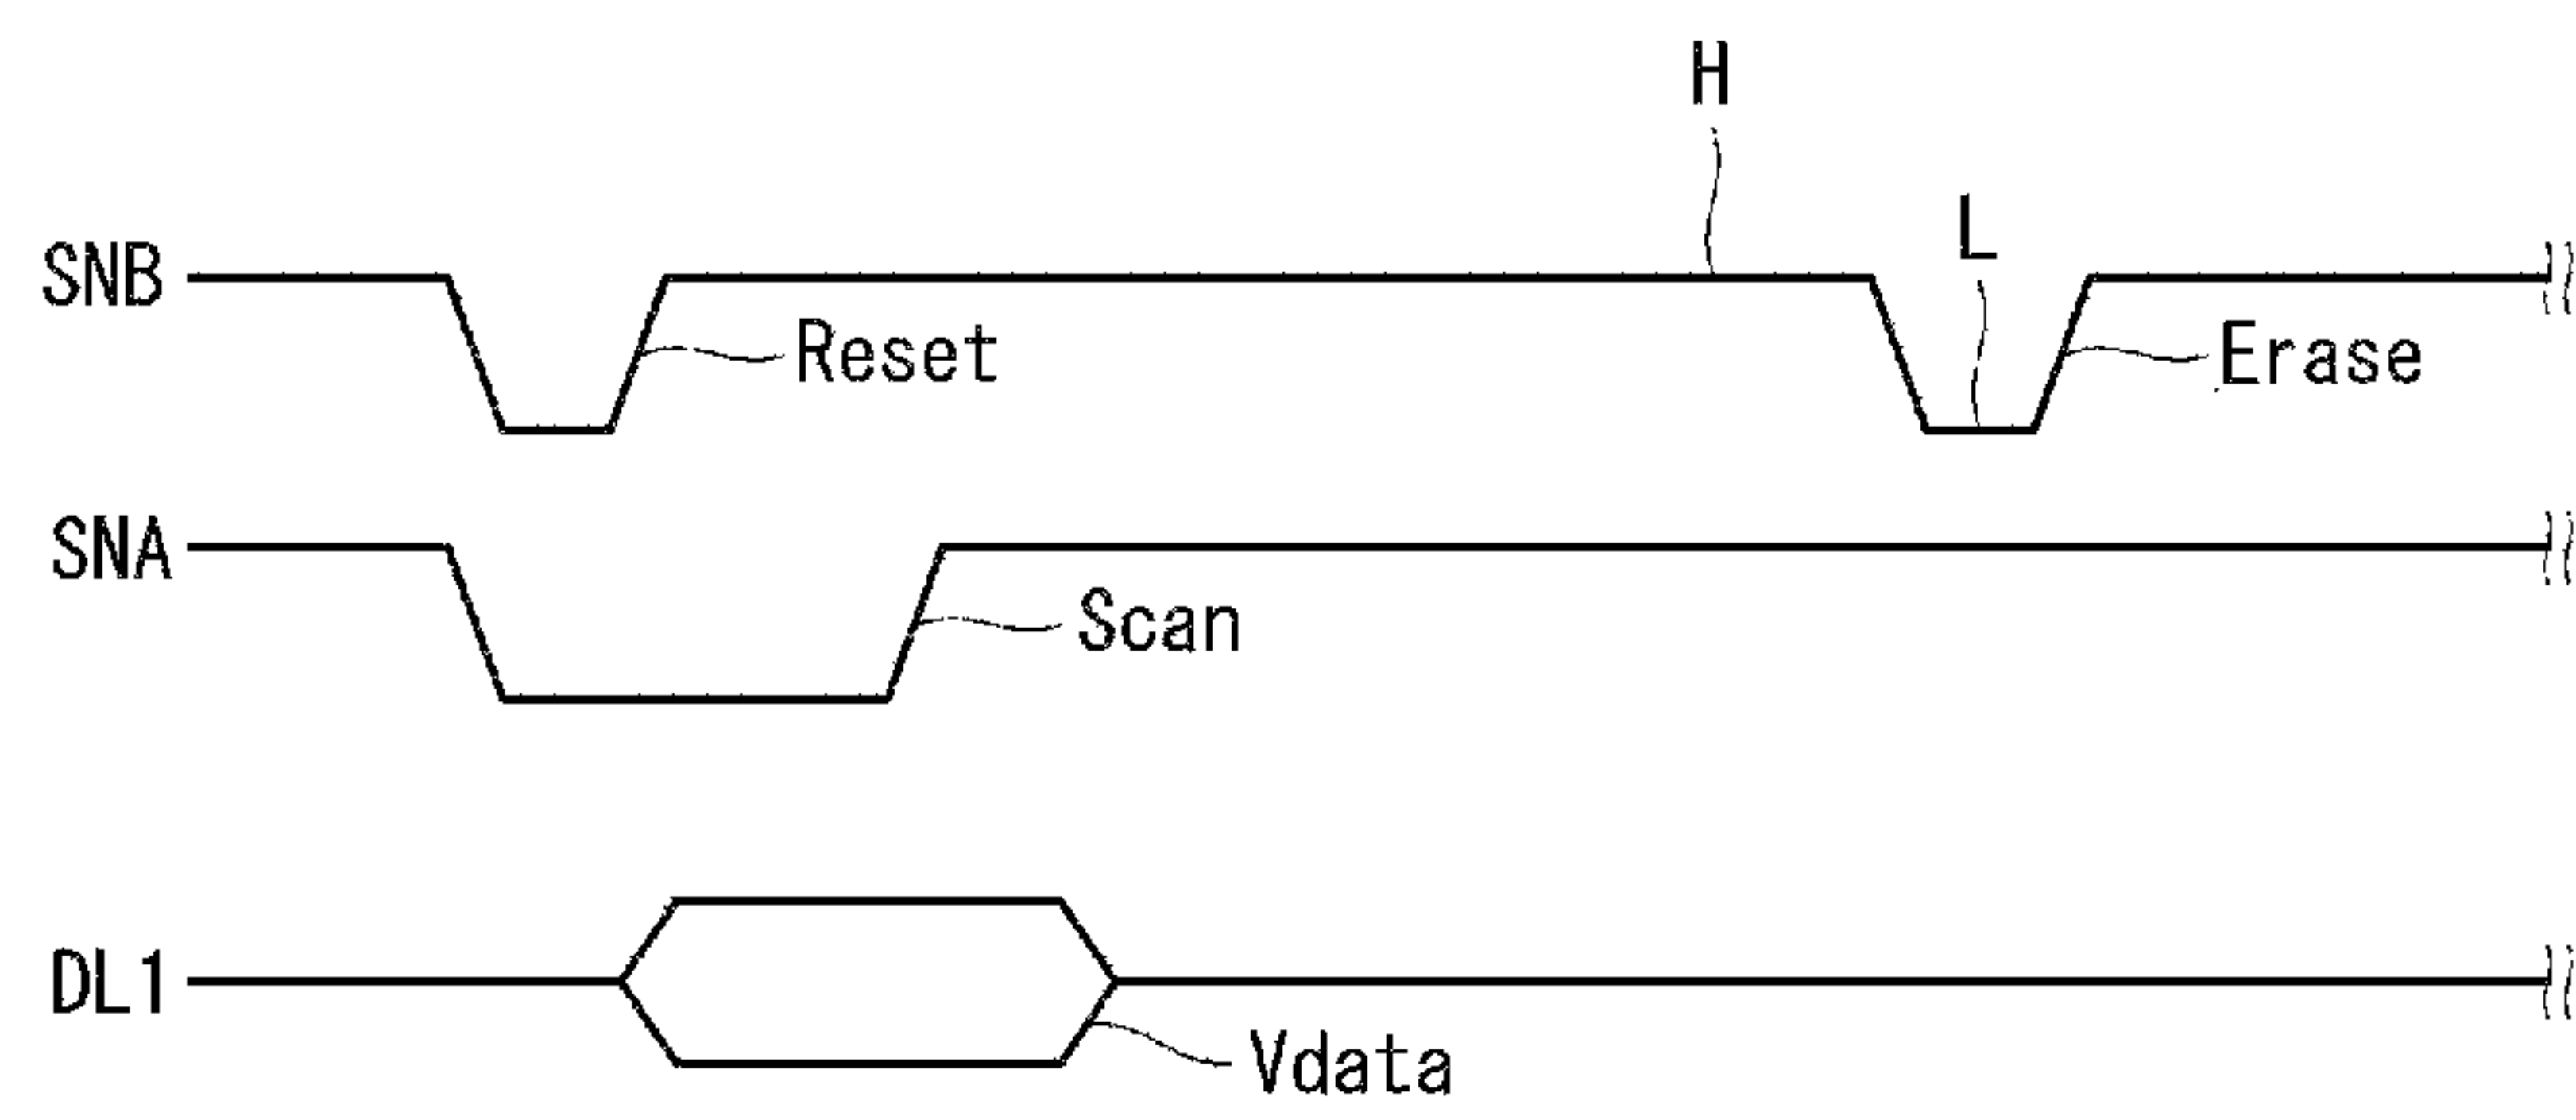 H
L
SNB
Reset
Erase
SNA
Scan
DL1
Vdata